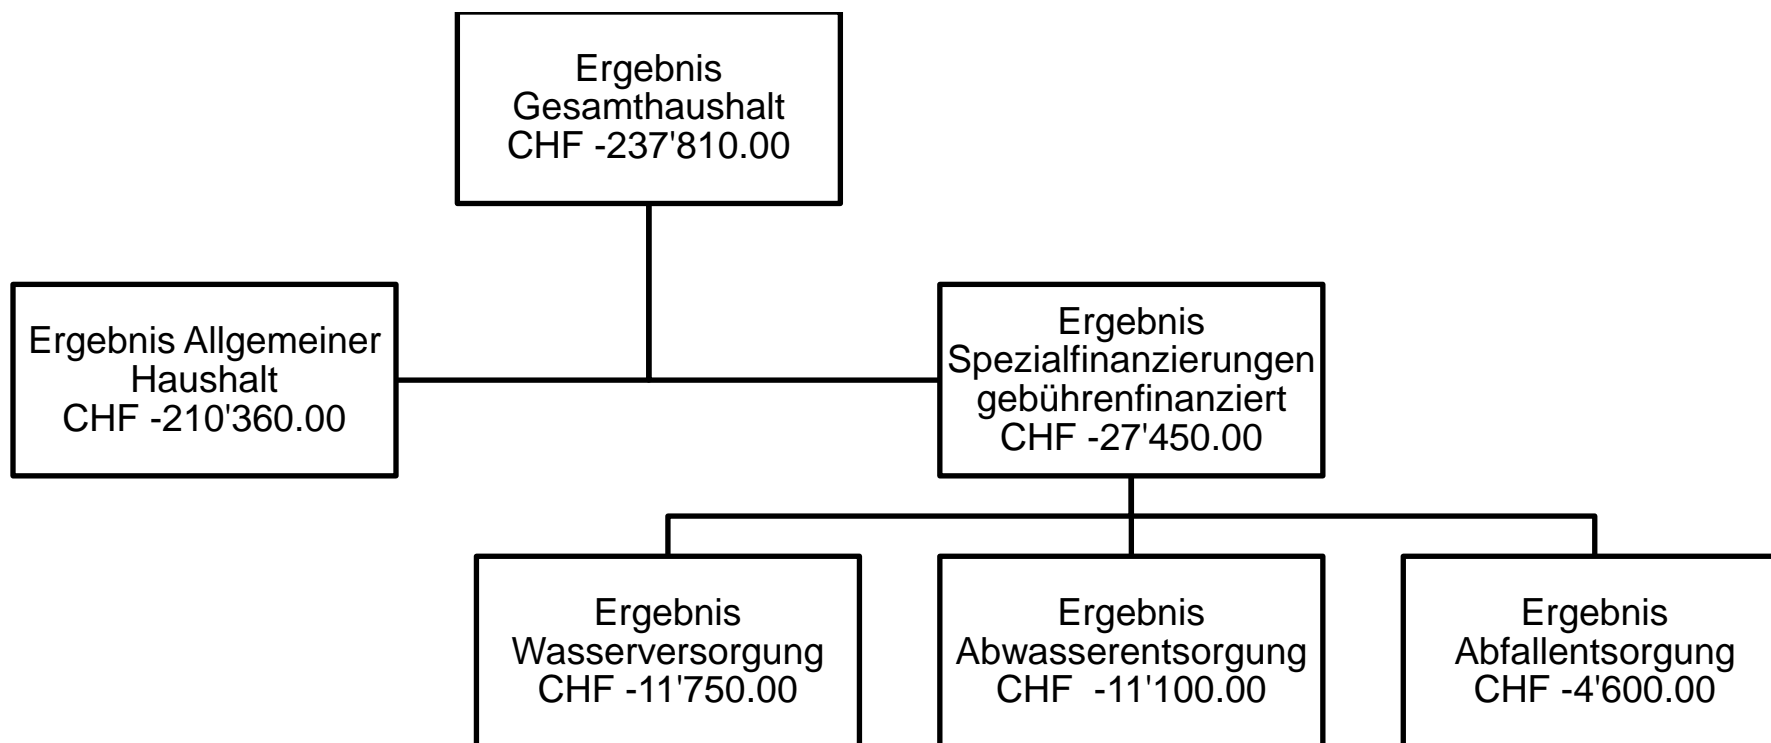 Ergebnis
Gesamthaushalt
CHF -237'810.00
Ergebnis Allgemeiner
Haushalt
CHF -210'360.00
Ergebnis
Spezialfinanzierungen
gebührenfinanziert
CHF -27'450.00
Ergebnis
Wasserversorgung
CHF -11'750.00
Ergebnis
Abwasserentsorgung
CHF  -11'100.00
Ergebnis
Abfallentsorgung
CHF -4'600.00